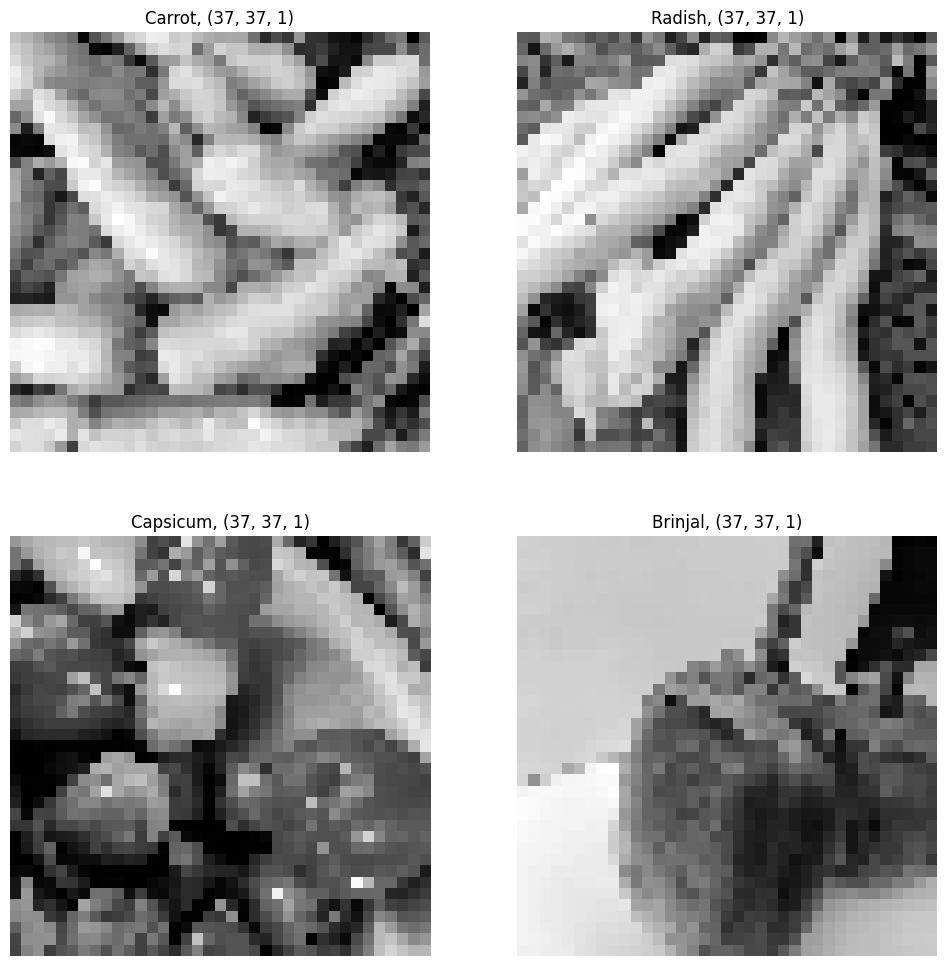 Carrot, (37, 37, 1)
Radish, (37, 37, 1)
Capsicum, (37, 37, 1)
Brinjal, (37, 37, 1)